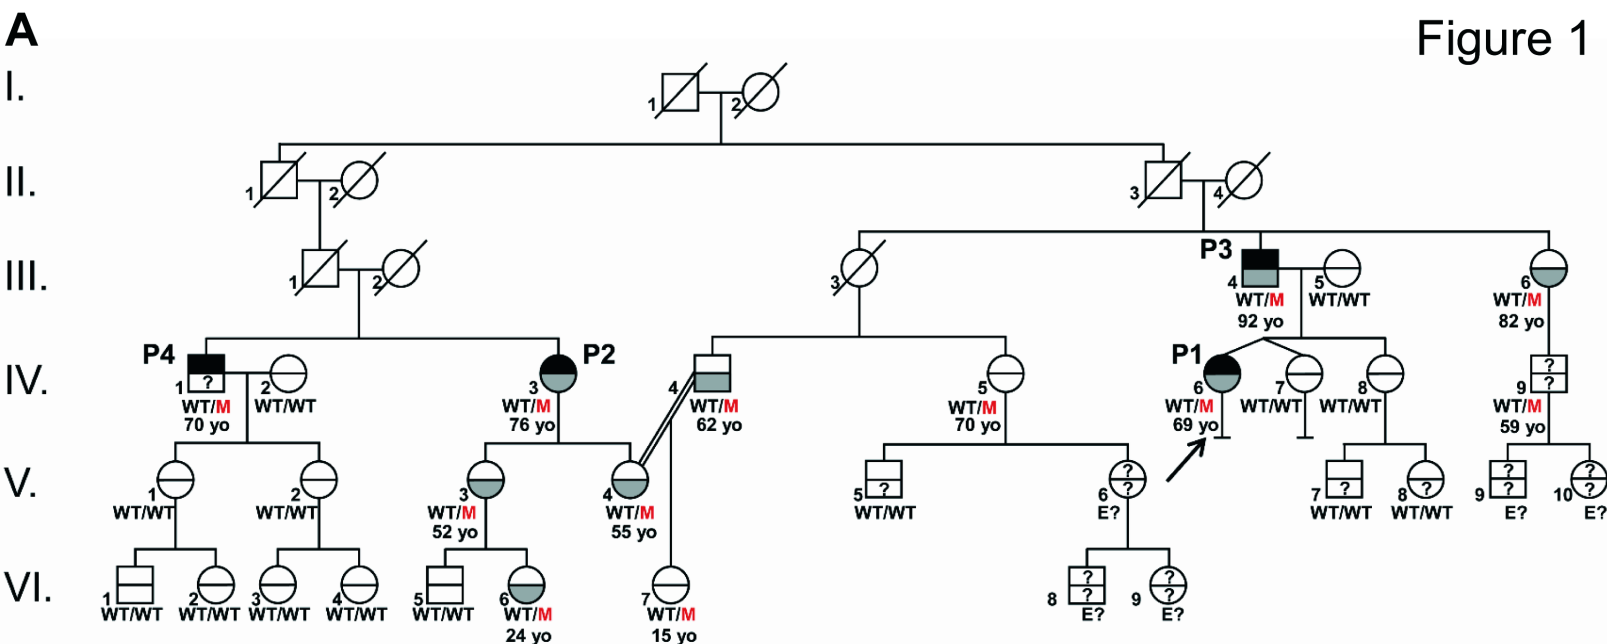 A
Figure 1
I.
1 2
II.
1 2 3 4
III.
1 2 3 P3 4 5 6
WT/M WT/WT WT/M
92 yo 82 yo
IV.
P4 1 2 3 P2 4 5 P1 6 7 8 ? ? 9
?
WT/M WT/WT WT/M WT/M WT/M WT/M WT/WT WT/WT WT/M
70 yo 76 yo 62 yo 70 yo 69 yo 59 yo
V.
1 2 3 4 5 ? 6 ? ? 7 ? 8 ? 9 ? ? 10 ? ?
WT/WT WT/WT WT/M WT/M WT/WT E? WT/WT WT/WT E? E?
52 yo 55 yo
VI.
1 2 3 4 5 6 7 8 ? ? 9 ? ?
WT/WT WT/WT WT/WT WT/WT WT/WT WT/M WT/M E? E?
24 yo 15 yo